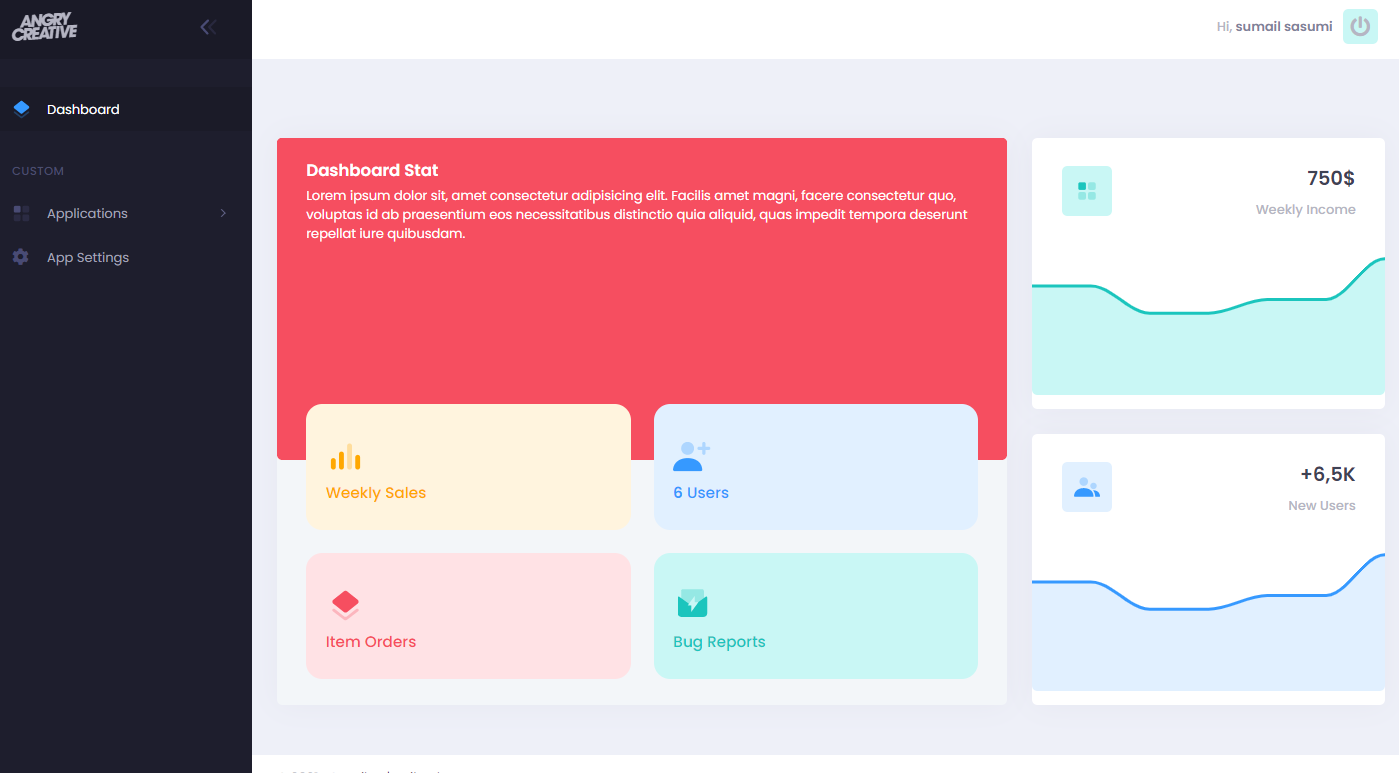 ANGRY
CREATIVE
Hi, sumail sasumi
Dashboard
CUSTOM
Applications
App Settings
Dashboard Stat
Lorem ipsum dolor sit, amet consectetur adipisicing elit. Facilis amet magni, facere consectetur quo,
voluptas id ab praesentium eos necessitatibus distinctio quia aliquid, quas impedit tempora deserunt
repellat iure quibusdam.
Weekly Sales
6 Users
Item Orders
Bug Reports
750$
Weekly Income
+6,5K
New Users